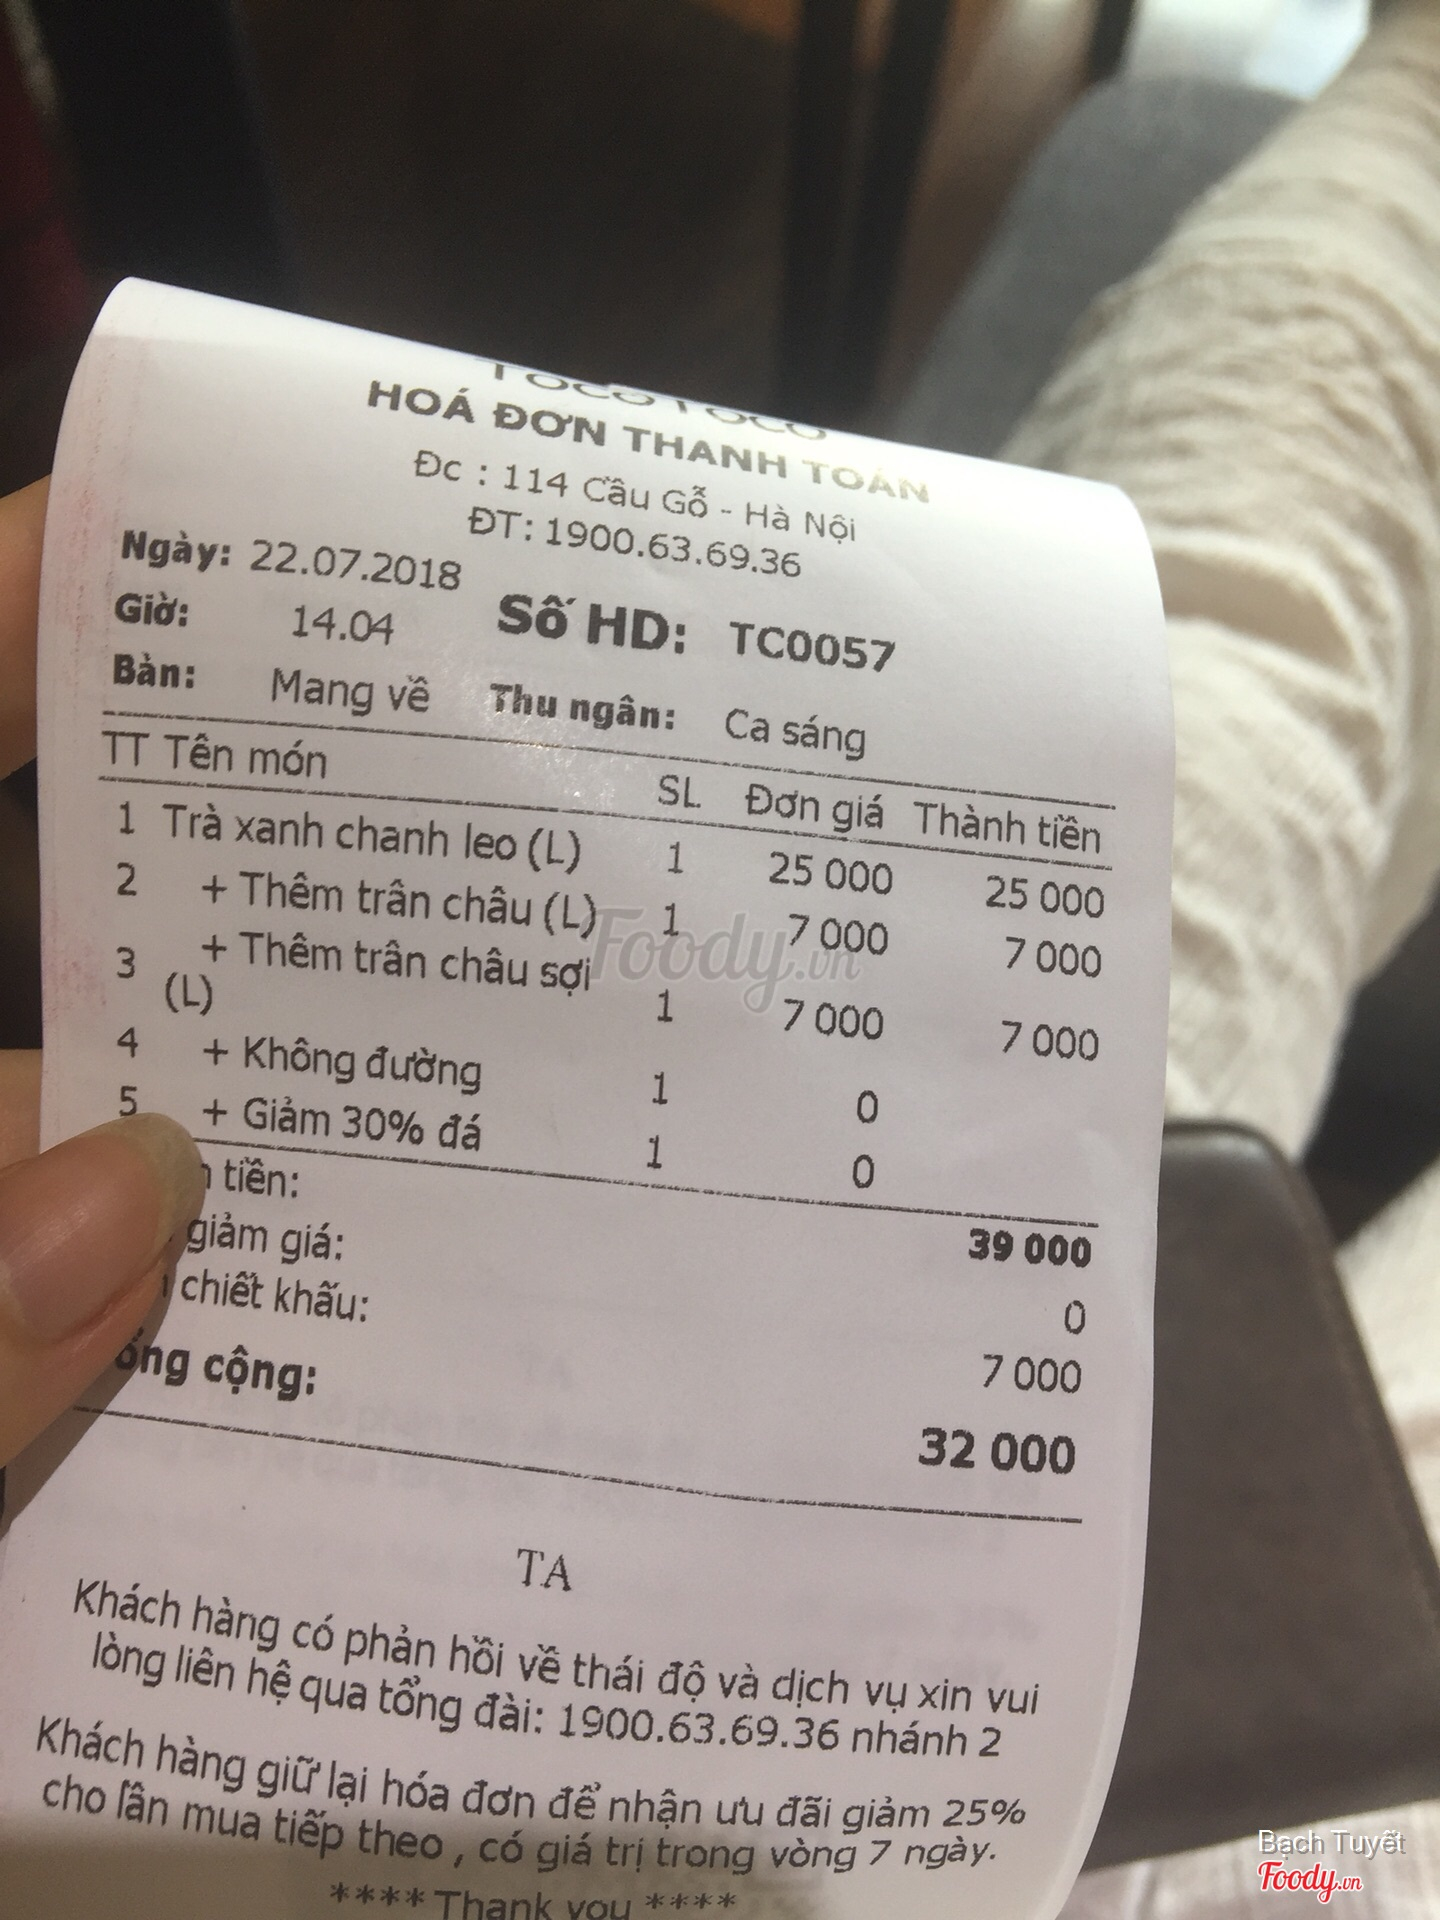 TOCOTOCO
HOÁ ĐƠN THANH TOÁN
Đc : 114 Cầu Gỗ - Hà Nội
ĐT: 1900.63.69.36
Ngày: 22.07.2018
Giờ: 14.04 Số HD: TC0057
Bàn: Mang về Thu ngân: Ca sáng
TT Tên món SL Đơn giá Thành tiền
1 Trà xanh chanh leo (L) 1 25 000 25 000
2 + Thêm trân châu (L) 1 7 000 7 000
3 + Thêm trân châu sợi
(L) 1 7 000 7 000
4 + Không đường 1 0
5 + Giảm 30% đá 1 0
tiền: 39 000
giảm giá: 0
chiết khấu: 7 000
ổng cộng: 32 000
TA
Khách hàng có phản hồi về thái độ và dịch vụ xin vui
lòng liên hệ qua tổng đài: 1900.63.69.36 nhánh 2
Khách hàng giữ lại hóa đơn để nhận ưu đãi giảm 25%
cho lần mua tiếp theo , có giá trị trong vòng 7 ngày.
**** Thank you ****
Foody.vn
Bạch Tuyết
Foody.vn